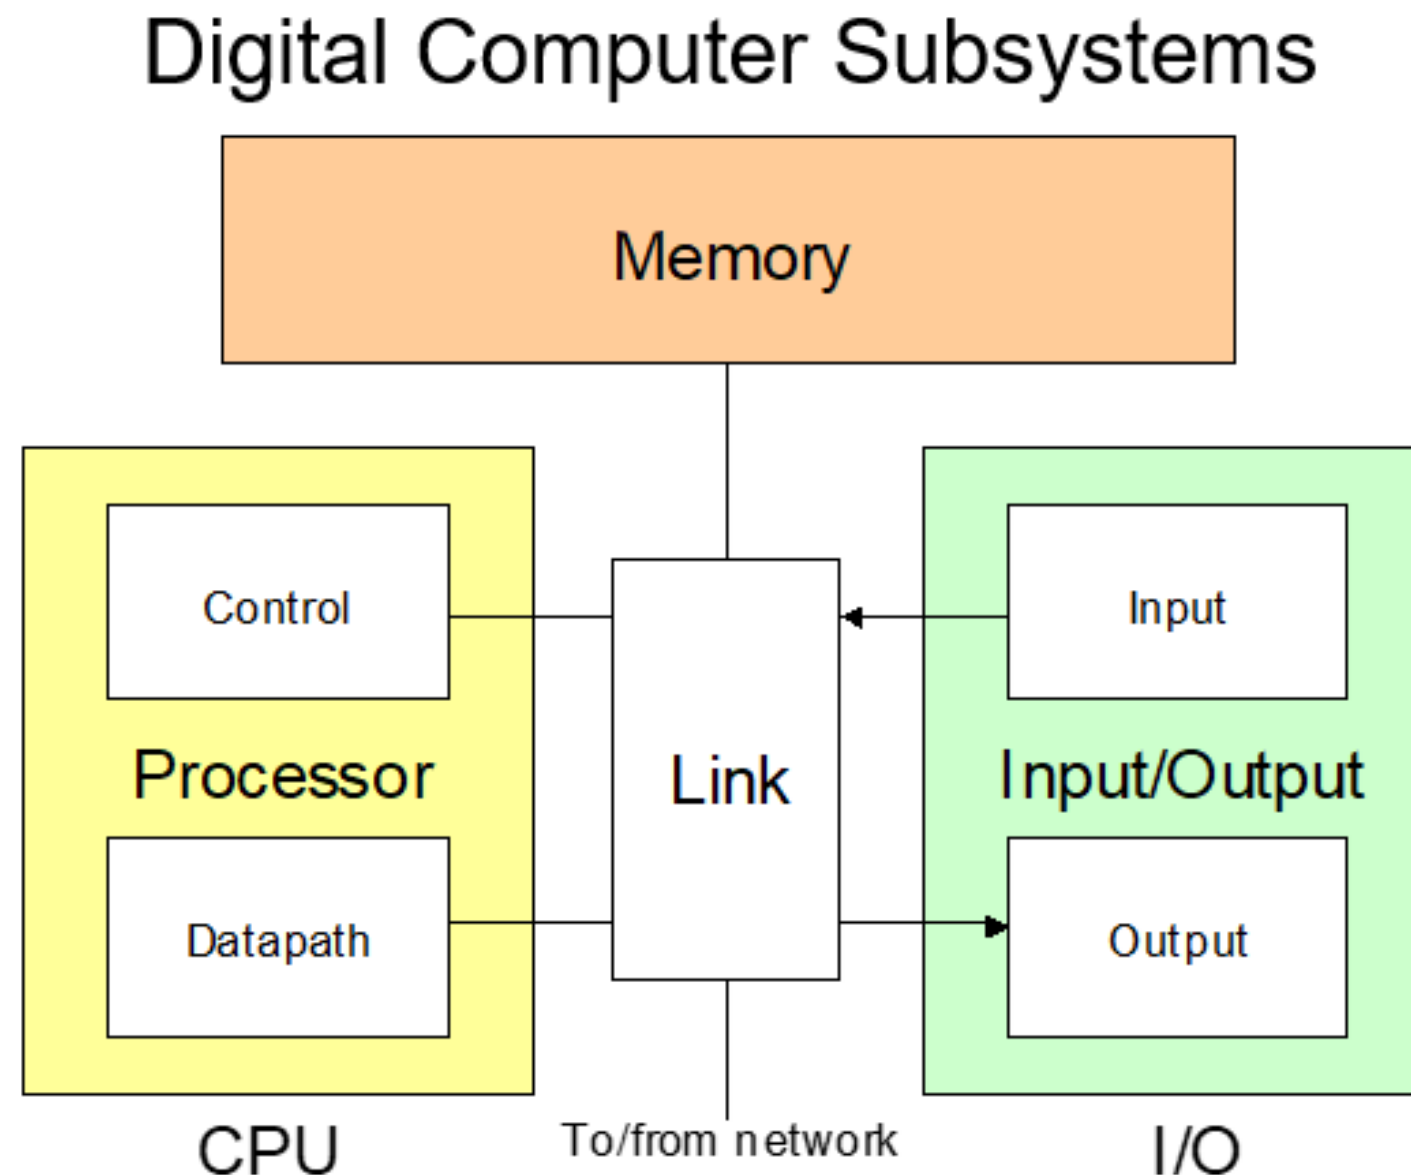 Digital Computer Subsystems
Memory
Control
Input
Processor
Link
Input/Output
Datapath
Output
CPU
To/from network
I/O